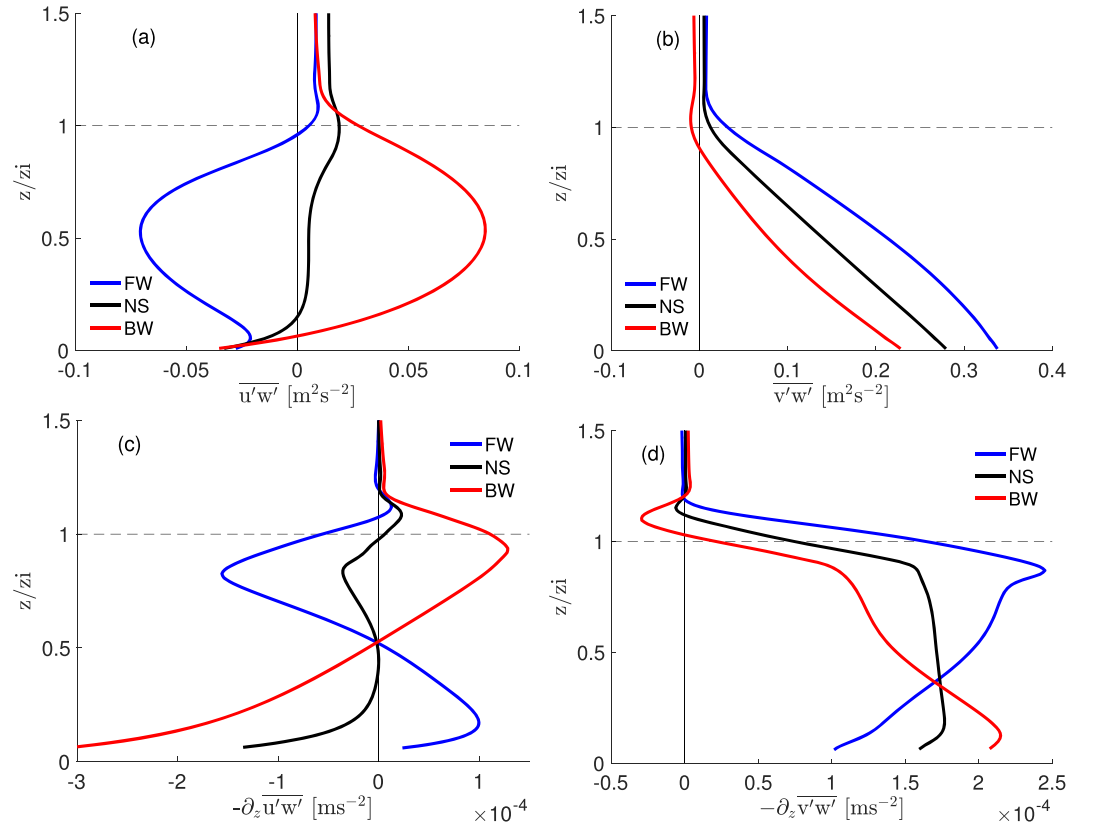 (a)
1.5
1
0.5
0
z/zi
FW
NS
BW
-0.1 -0.05 0 0.05 0.1
u′w′ [m²s⁻²]
(b)
1.5
1
0.5
0
z/zi
FW
NS
BW
-0.1 0 0.1 0.2 0.3 0.4
v′w′ [m²s⁻²]
(c)
1.5
1
0.5
0
z/zi
FW
NS
BW
-3 -2 -1 0 1
×10⁻⁴
-∂zu′w′ [ms⁻²]
(d)
1.5
1
0.5
0
z/zi
FW
NS
BW
-0.5 0 0.5 1 1.5 2 2.5
×10⁻⁴
−∂zv′w′ [ms⁻²]